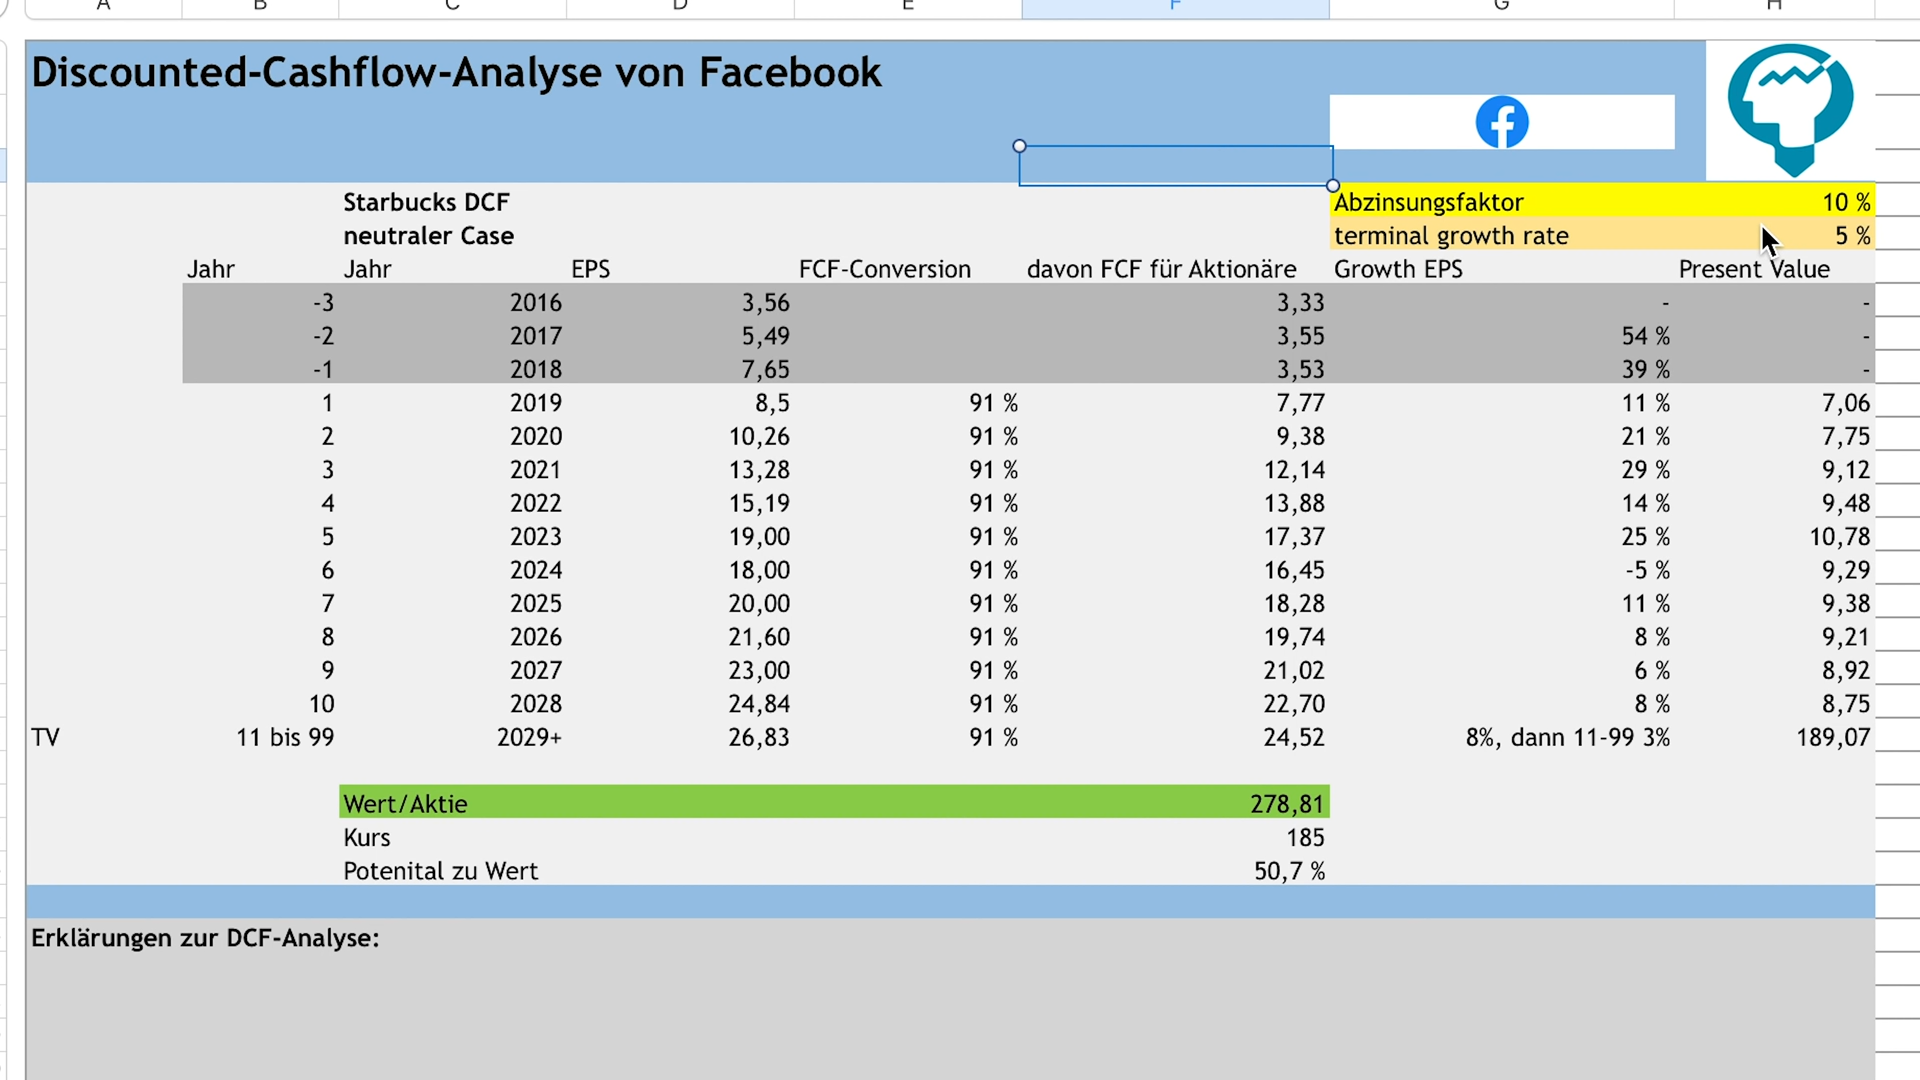 A B C D E F G H
Discounted-Cashflow-Analyse von Facebook
Starbucks DCF Abzinsungsfaktor 10 %
neutraler Case terminal growth rate 5 %
Jahr Jahr EPS FCF-Conversion davon FCF für Aktionäre Growth EPS Present Value
-3 2016 3,56 3,33 - -
-2 2017 5,49 3,55 54 % -
-1 2018 7,65 3,53 39 % -
1 2019 8,5 91 % 7,77 11 % 7,06
2 2020 10,26 91 % 9,38 21 % 7,75
3 2021 13,28 91 % 12,14 29 % 9,12
4 2022 15,19 91 % 13,88 14 % 9,48
5 2023 19,00 91 % 17,37 25 % 10,78
6 2024 18,00 91 % 16,45 -5 % 9,29
7 2025 20,00 91 % 18,28 11 % 9,38
8 2026 21,60 91 % 19,74 8 % 9,21
9 2027 23,00 91 % 21,02 6 % 8,92
10 2028 24,84 91 % 22,70 8 % 8,75
TV 11 bis 99 2029+ 26,83 91 % 24,52 8%, dann 11-99 3% 189,07
Wert/Aktie 278,81
Kurs 185
Potenital zu Wert 50,7 %
Erklärungen zur DCF-Analyse: